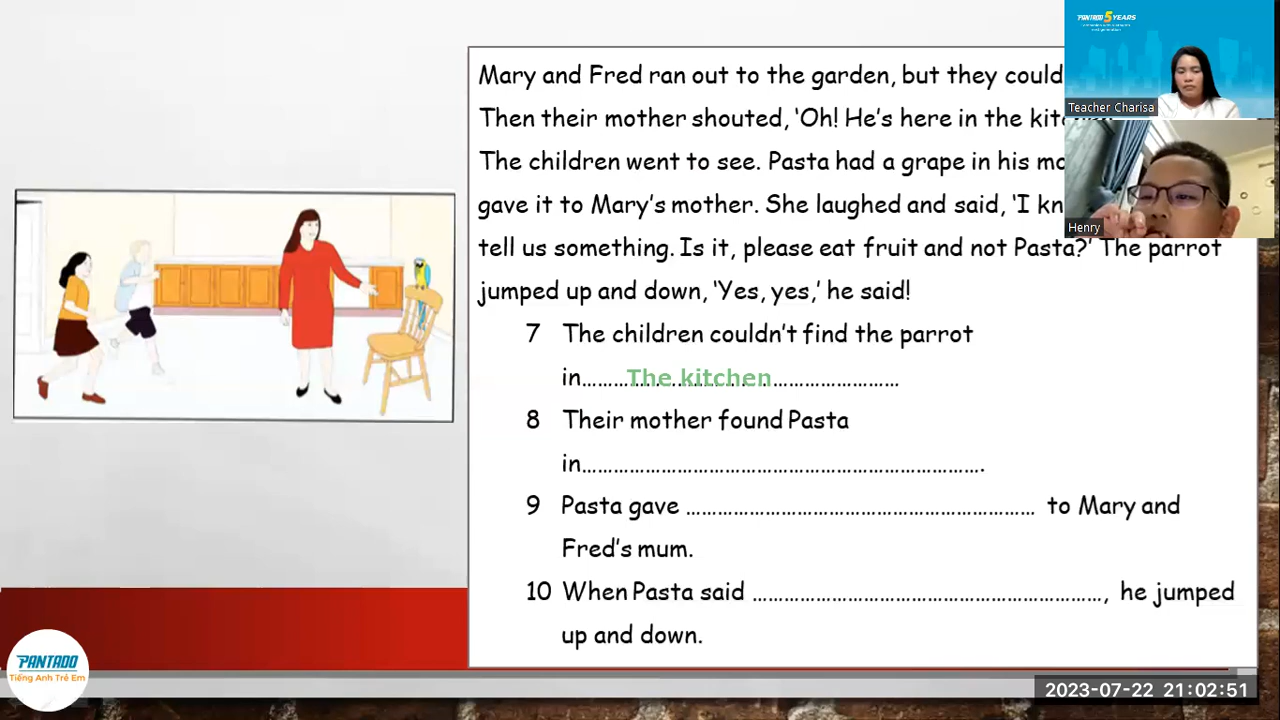 PANTADO 5 YEARS
Teacher Charisa
Henry
Mary and Fred ran out to the garden, but they could
Then their mother shouted, ‘Oh! He’s here in the
The children went to see. Pasta had a grape in his
gave it to Mary’s mother. She laughed and said, ‘I
tell us something. Is it, please eat fruit and not Pasta?’ The parrot
jumped up and down, ‘Yes, yes,’ he said!
7 The children couldn’t find the parrot
in......The kitchen......
8 Their mother found Pasta
in............
9 Pasta gave ............ to Mary and
Fred’s mum.
10 When Pasta said ............, he jumped
up and down.
PANTADO
Tiếng Anh Trẻ Em
2023-07-22 21:02:51